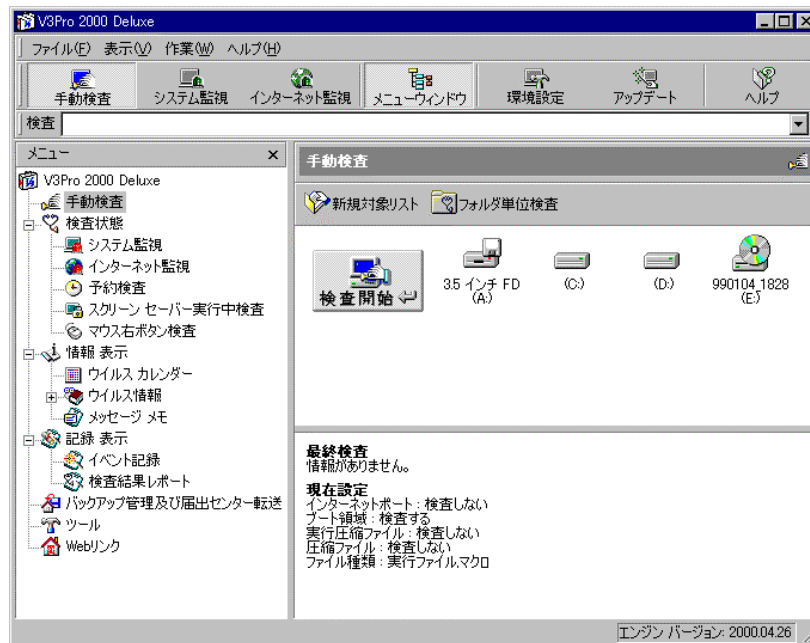 V3Pro 2000 Deluxe
ファイル(F) 表示(V) 作業(W) ヘルプ(H)
手動検査 システム監視 インターネット監視 メニューウィンドウ 環境設定 アップデート ヘルプ
検査
メニュー
V3Pro 2000 Deluxe
手動検査
検査状態
システム監視
インターネット監視
予約検査
スクリーン セーバー実行中検査
マウス右ボタン検査
情報 表示
ウイルス カレンダー
ウイルス情報
メッセージ メモ
記録 表示
イベント記録
検査結果レポート
バックアップ管理及び届出センター転送
ツール
Webリンク
手動検査
新規対象リスト フォルダ単位検査
検査開始
3.5 インチ FD
(A:)
(C:)
(D:)
990104_1828
(E:)
最終検査
情報がありません。
現在設定
インターネットポート : 検査しない
ブート領域 : 検査する
実行圧縮ファイル : 検査しない
圧縮ファイル : 検査しない
ファイル種類 : 実行ファイル,マクロ
エンジン バージョン: 2000.04.26